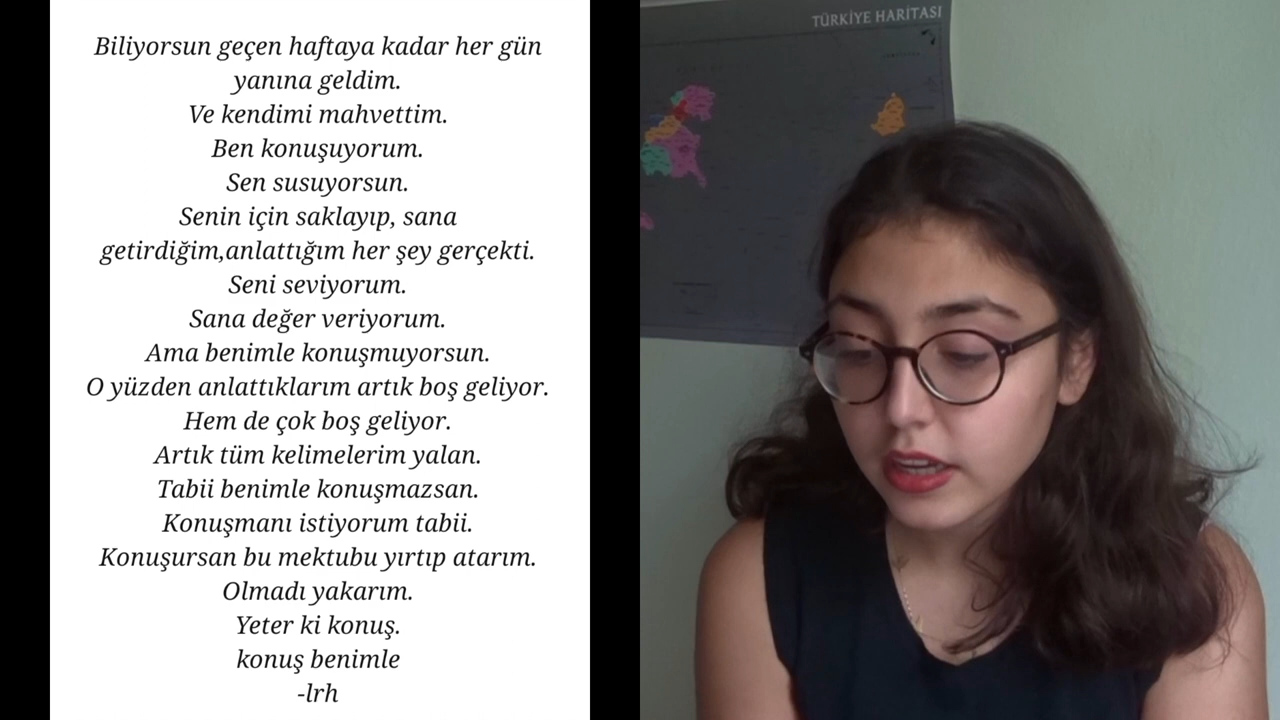 Biliyorsun geçen haftaya kadar her gün
yanına geldim.
Ve kendimi mahvettim.
Ben konuşuyorum.
Sen susuyorsun.
Senin için saklayıp, sana
getirdiğim,anlattığım her şey gerçekti.
Seni seviyorum.
Sana değer veriyorum.
Ama benimle konuşmuyorsun.
O yüzden anlattıklarım artık boş geliyor.
Hem de çok boş geliyor.
Artık tüm kelimelerim yalan.
Tabii benimle konuşmazsan.
Konuşmanı istiyorum tabii.
Konuşursan bu mektubu yırtıp atarım.
Olmadı yakarım.
Yeter ki konuş.
konuş benimle
-lrh
TÜRKİYE HARİTASI